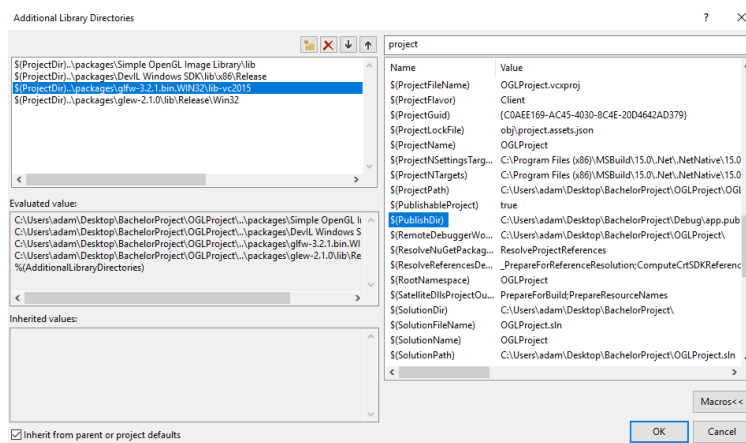 Additional Library Directories
project
$(ProjectDir)..\packages\Simple OpenGL Image Library\lib
$(ProjectDir)..\packages\DevIL Windows SDK\lib\x86\Release
$(ProjectDir)..\packages\glfw-3.2.1.bin.WIN32\lib-vc2015
$(ProjectDir)..\packages\glew-2.1.0\lib\Release\Win32
Evaluated value:
C:\Users\adam\Desktop\BachelorProject\OGLProject\..\packages\Simple OpenGL I
C:\Users\adam\Desktop\BachelorProject\OGLProject\..\packages\DevIL Windows S
C:\Users\adam\Desktop\BachelorProject\OGLProject\..\packages\glfw-3.2.1.bin.WI
C:\Users\adam\Desktop\BachelorProject\OGLProject\..\packages\glew-2.1.0\lib\Re
%(AdditionalLibraryDirectories)
Inherited values:
Inherit from parent or project defaults
Name Value
$(ProjectFileName) OGLProject.vcxproj
$(ProjectFlavor) Client
$(ProjectGuid) {C0AEE169-AC45-4030-8C4E-20D4642AD379}
$(ProjectLockFile) obj\project.assets.json
$(ProjectName) OGLProject
$(ProjectNSettingsTarg... C:\Program Files (x86)\MSBuild\15.0\.Net\.NetNative\15.0
$(ProjectNTargets) C:\Program Files (x86)\MSBuild\15.0\.Net\.NetNative\15.0
$(ProjectPath) C:\Users\adam\Desktop\BachelorProject\OGLProject\OGL
$(PublishableProject) true
$(PublishDir) C:\Users\adam\Desktop\BachelorProject\Debug\app.pub
$(RemoteDebuggerWo... C:\Users\adam\Desktop\BachelorProject\OGLProject\
$(ResolveNuGetPackag... ResolveProjectReferences
$(ResolveReferencesDe... _PrepareForReferenceResolution;ComputeCrtSDKReferenc
$(RootNamespace) OGLProject
$(SatelliteDllsProjectOu... PrepareForBuild;PrepareResourceNames
$(SolutionDir) C:\Users\adam\Desktop\BachelorProject\
$(SolutionFileName) OGLProject.sln
$(SolutionName) OGLProject
$(SolutionPath) C:\Users\adam\Desktop\BachelorProject\OGLProject.sln
Macros<<
OK Cancel